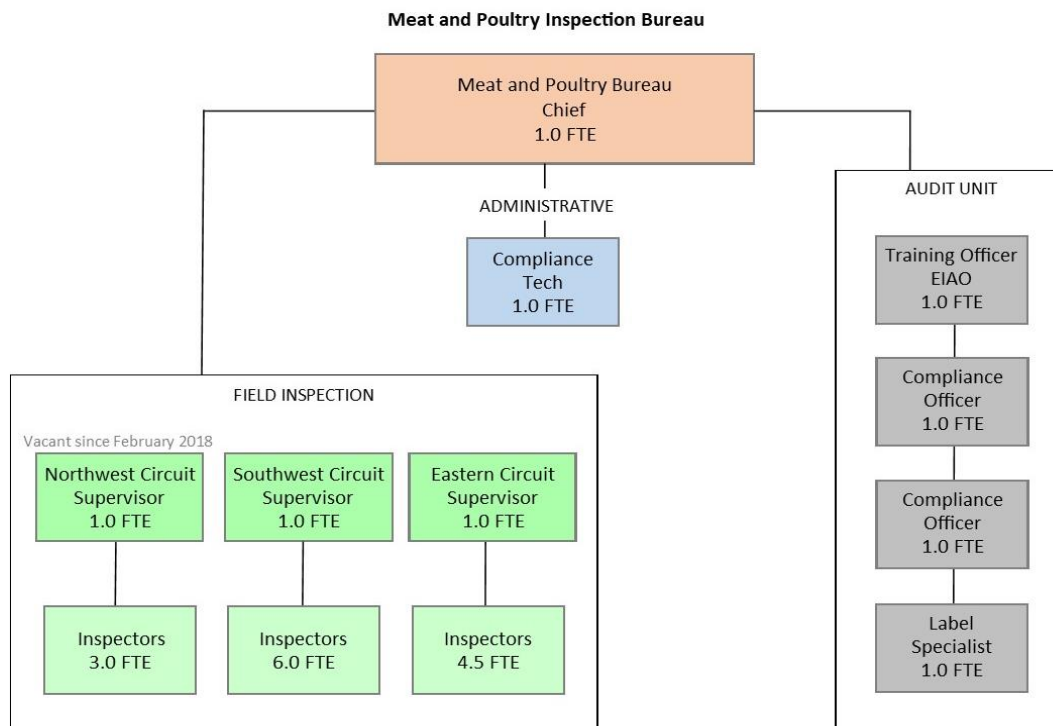 Meat and Poultry Inspection Bureau
Meat and Poultry Bureau
Chief
1.0 FTE
ADMINISTRATIVE
Compliance
Tech
1.0 FTE
FIELD INSPECTION
Vacant since February 2018
Northwest Circuit
Supervisor
1.0 FTE
Inspectors
3.0 FTE
Southwest Circuit
Supervisor
1.0 FTE
Inspectors
6.0 FTE
Eastern Circuit
Supervisor
1.0 FTE
Inspectors
4.5 FTE
AUDIT UNIT
Training Officer
EIAO
1.0 FTE
Compliance
Officer
1.0 FTE
Compliance
Officer
1.0 FTE
Label
Specialist
1.0 FTE